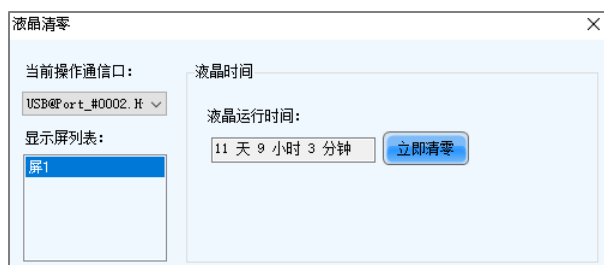 液晶清零
当前操作通信口：
USB@Port_#0002.H
显示屏列表：
屏1
液晶时间
液晶运行时间：
11 天 9 小时 3 分钟
立即清零